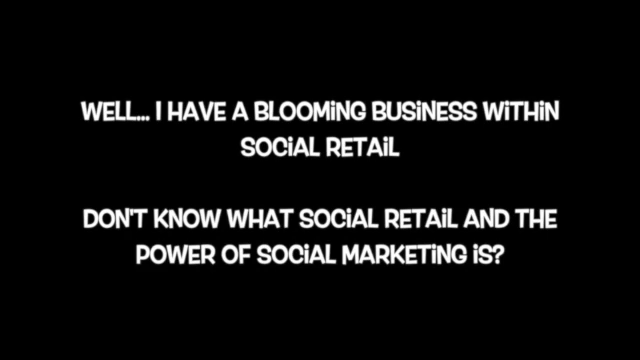 WELL... I HAVE A BLOOMING BUSINESS WITHIN
SOCIAL RETAIL
DON'T KNOW WHAT SOCIAL RETAIL AND THE
POWER OF SOCIAL MARKETING IS?